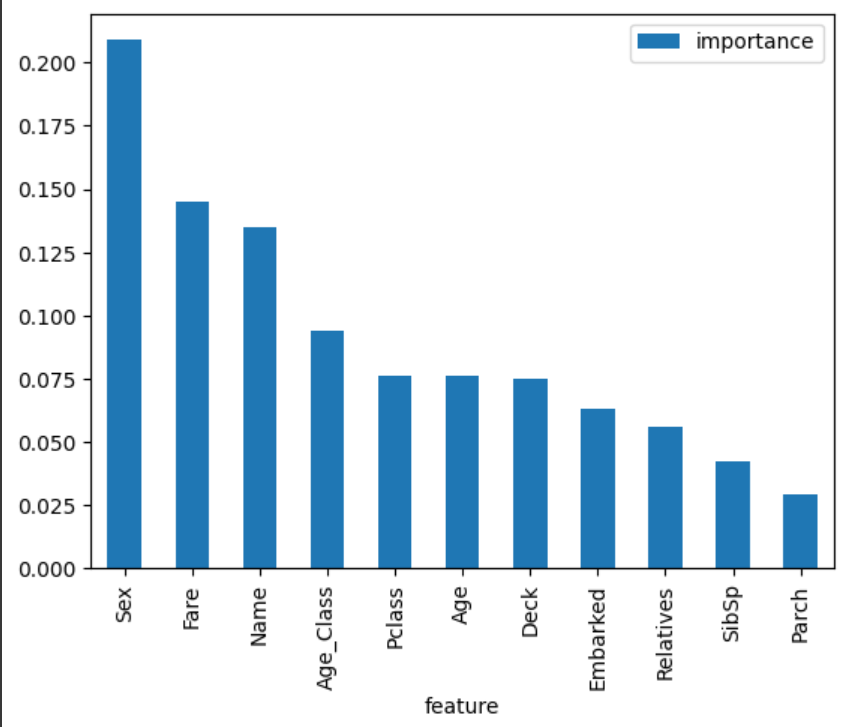 importance
0.200
0.175
0.150
0.125
0.100
0.075
0.050
0.025
0.000
Sex
Fare
Name
Age_Class
Pclass
Age
Deck
Embarked
Relatives
SibSp
Parch
feature